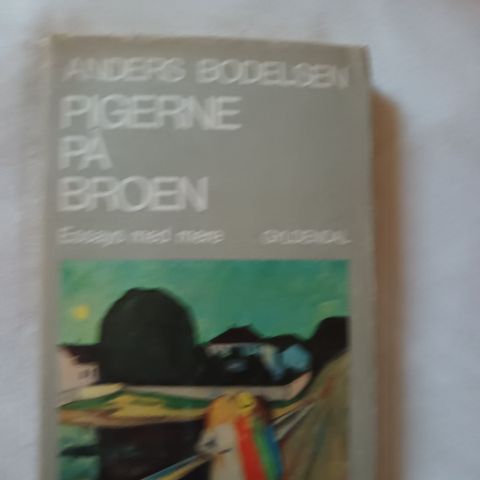 ANDERS BODELSEN
PIGERNE
PÅ
BROEN
Essays med mere GYLDENDAL